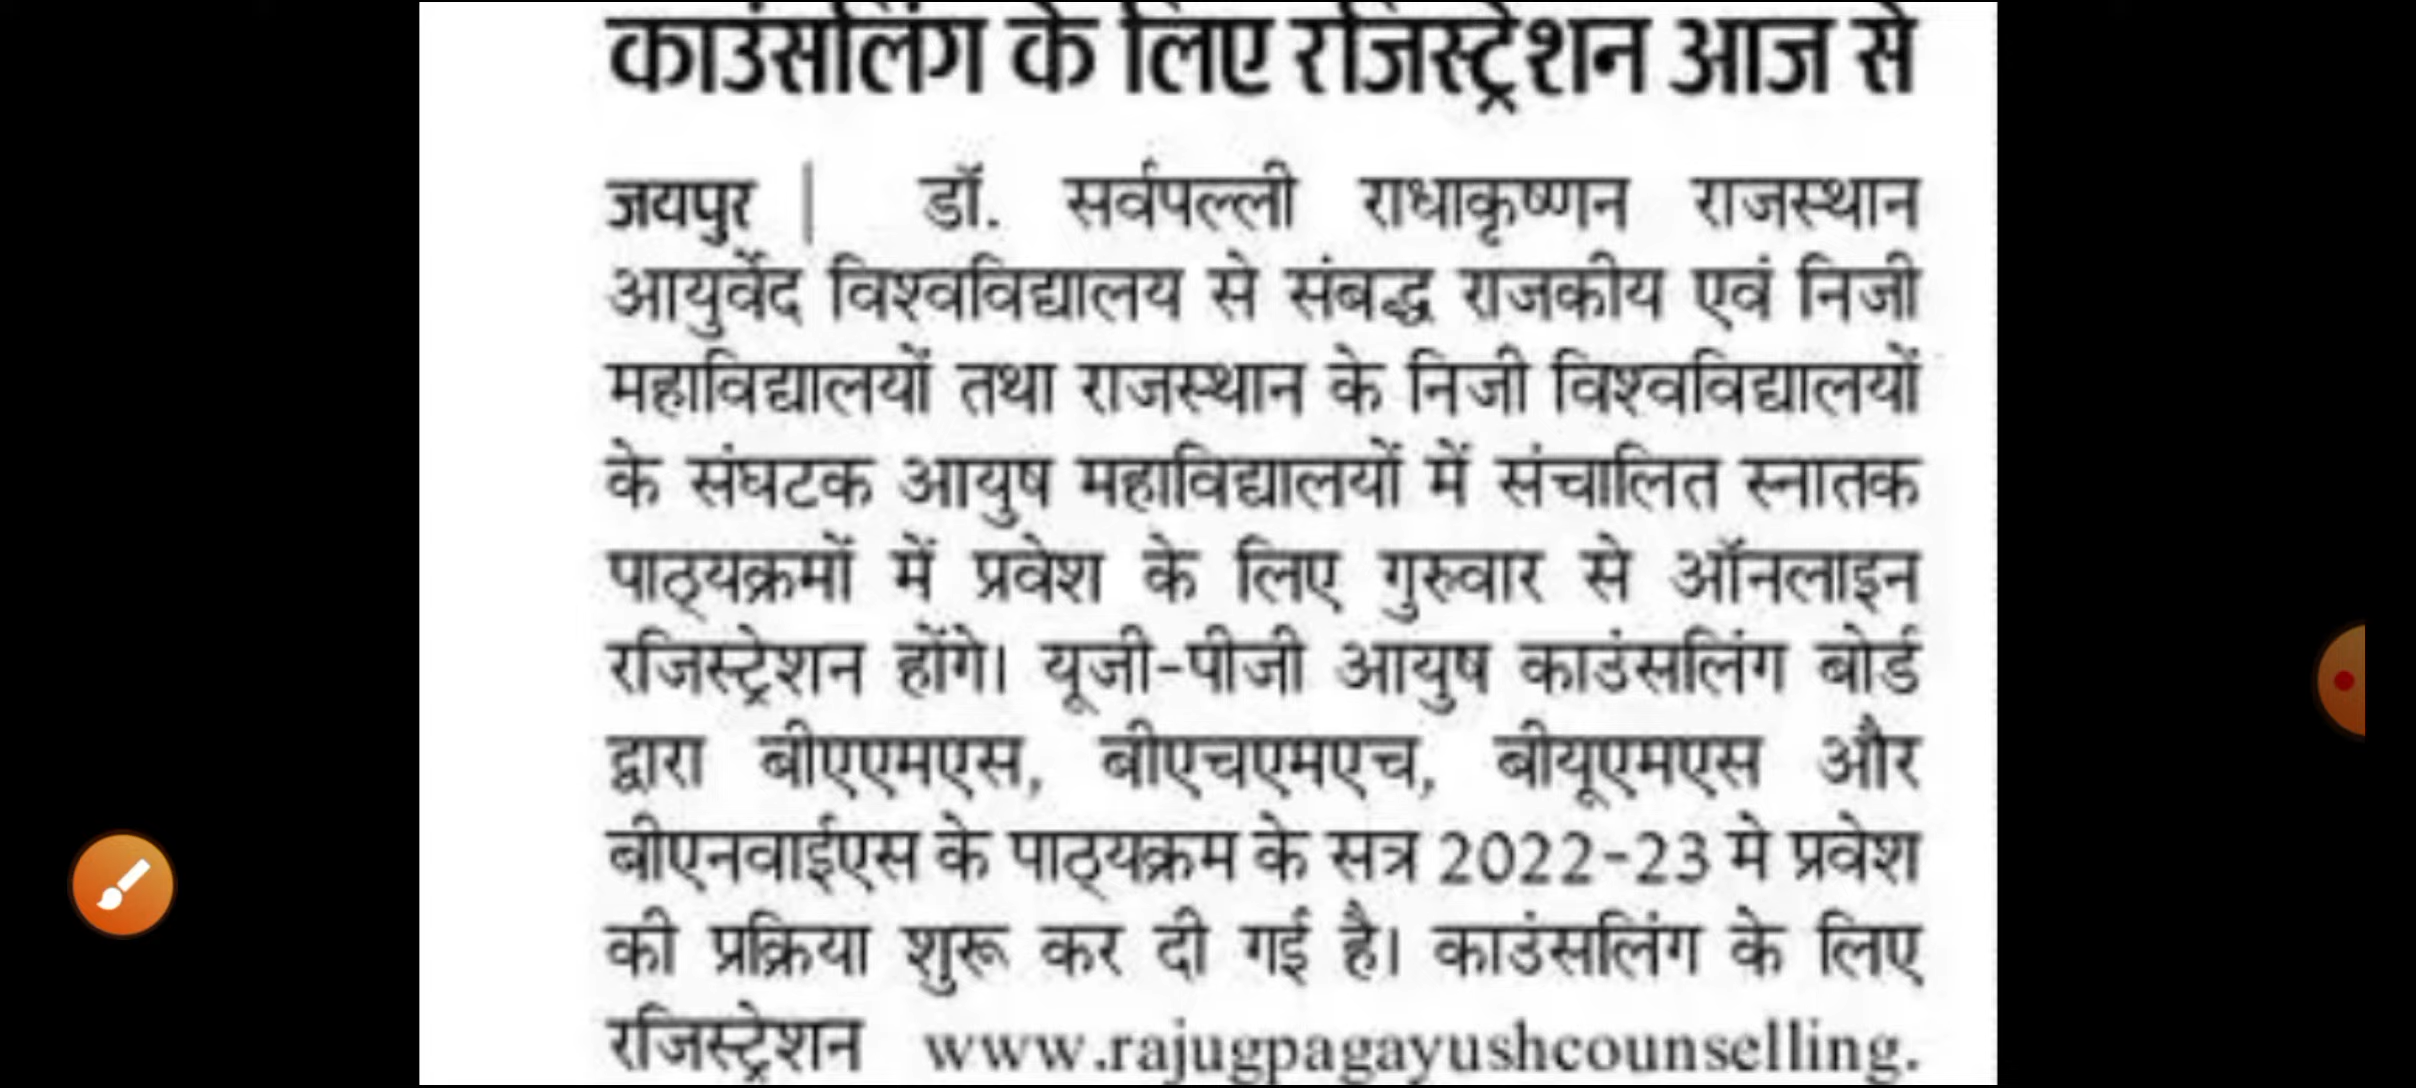 काउंसलिंग के लिए रजिस्ट्रेशन आज से
जयपुर | डॉ. सर्वपल्ली राधाकृष्णन राजस्थान
आयुर्वेद विश्वविद्यालय से संबद्ध राजकीय एवं निजी
महाविद्यालयों तथा राजस्थान के निजी विश्वविद्यालयों
के संघटक आयुष महाविद्यालयों में संचालित स्नातक
पाठ्यक्रमों में प्रवेश के लिए गुरुवार से ऑनलाइन
रजिस्ट्रेशन होंगे। यूजी-पीजी आयुष काउंसलिंग बोर्ड
द्वारा बीएएमएस, बीएचएमएच, बीयूएमएस और
बीएनवाईएस के पाठ्यक्रम के सत्र 2022-23 मे प्रवेश
की प्रक्रिया शुरू कर दी गई है। काउंसलिंग के लिए
रजिस्ट्रेशन www.rajugpagayushcounselling.